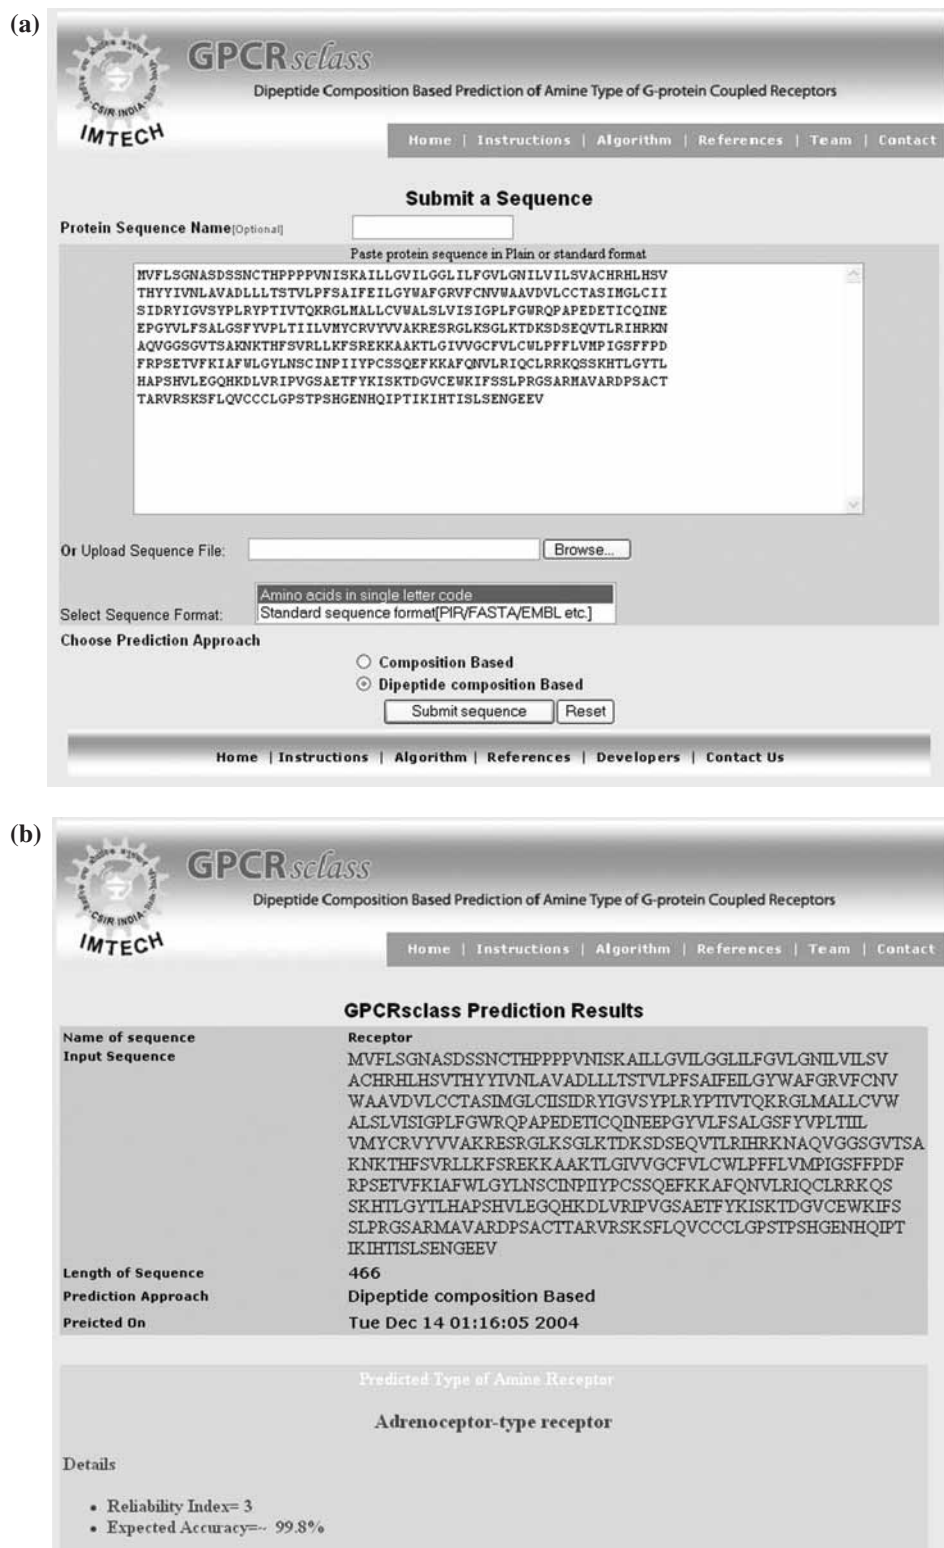 (a)
GPCRsclass
Dipeptide Composition Based Prediction of Amine Type of G-protein Coupled Receptors
CSIR-INDIA
IMTECH
Home | Instructions | Algorithm | References | Team | Contact
Submit a Sequence
Protein Sequence Name[Optional]
Paste protein sequence in Plain or standard format
MVFLSGNASDSSNCTHPPPPVNISKAILLGVILGGLILFGVLGNILVILSVACHRHLHSV
THYYIVNLAVADLLLTSTVLPFSAIFEILGYWAFGRVFCNVWAAVDVLCCTASIMGLCII
SIDRYIGVSYPLRYPTIVTQKRGLMALLCVWALSLVISIGPLFGWRQPAPEDETICQINE
EPGYVLFSALGSFYVPLTIILVMYCRVYVVAKRESRGLKSGLKTDKSDSEQVTLRIHRKN
AQVGGSGVTSAKNKTHFSVRLLKFSREKKAAKTLGIVVGCFVLCWLPFFLVMPIGSFFPD
FRPSETVFKIAFWLGYLNSCINPIIYPCSSQEFKKAFQNVLRIQCLRRKQSSKHTLGYTL
HAPSHVLEGQHKDLVRIPVGSAETFYKISKTDGVCEWKIFSSLPRGSARMAVARDPSACT
TARVRSKSFLQVCCCLGPSTPSHGENHQIPTIKIHTISLSENGEEV
Or Upload Sequence File:
Browse...
Select Sequence Format:
Amino acids in single letter code
Standard sequence format[PIR/FASTA/EMBL etc.]
Choose Prediction Approach
Composition Based
Dipeptide composition Based
Submit sequence Reset
Home | Instructions | Algorithm | References | Developers | Contact Us
(b)
GPCRsclass
Dipeptide Composition Based Prediction of Amine Type of G-protein Coupled Receptors
CSIR-INDIA
IMTECH
Home | Instructions | Algorithm | References | Team | Contact
GPCRsclass Prediction Results
Name of sequence Receptor
Input Sequence MVFLSGNASDSSNCTHPPPPVNISKAILLGVILGGLILFGVLGNILVILSV
ACHRHLHSVTHYYIVNLAVADLLLTSTVLPFSAIFEILGYWAFGRVFCNV
WAAVDVLCCTASIMGLCIISIDRYIGVSYPLRYPTIVTQKRGLMALLCVW
ALSLVISIGPLFGWRQPAPEDETICQINEEPGYVLFSALGSFYVPLTIIL
VMYCRVYVVAKRESRGLKSGLKTDKSDSEQVTLRIHRKNAQVGGSGVTSA
KNKTHFSVRLLKFSREKKAAKTLGIVVGCFVLCWLPFFLVMPIGSFFPDF
RPSETVFKIAFWLGYLNSCINPIIYPCSSQEFKKAFQNVLRIQCLRRKQS
SKHTLGYTLHAPSHVLEGQHKDLVRIPVGSAETFYKISKTDGVCEWKIFS
SLPRGSARMAVARDPSACTTARVRSKSFLQVCCCLGPSTPSHGENHQIPT
IKIHTISLSENGEEV
Length of Sequence 466
Prediction Approach Dipeptide composition Based
Preicted On Tue Dec 14 01:16:05 2004
Predicted Type of Amine Receptor
Adrenoceptor-type receptor
Details
• Reliability Index= 3
• Expected Accuracy=~ 99.8%